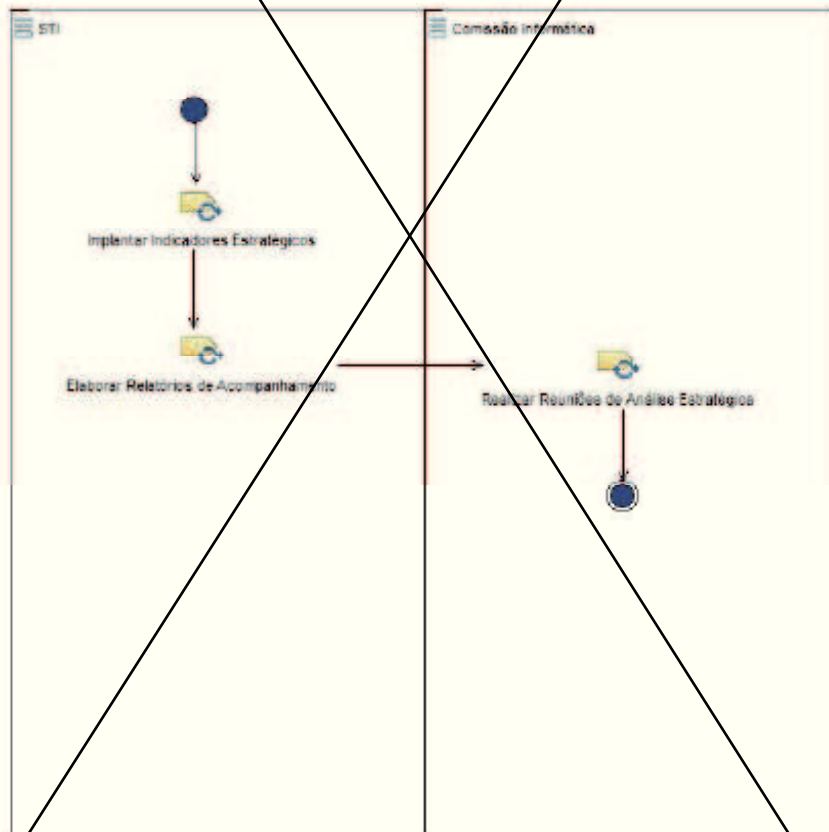 STI
Comissão Informática
Implantar Indicadores Estratégicos
Elaborar Relatórios de Acompanhamento
Realizar Reuniões de Análise Estratégica